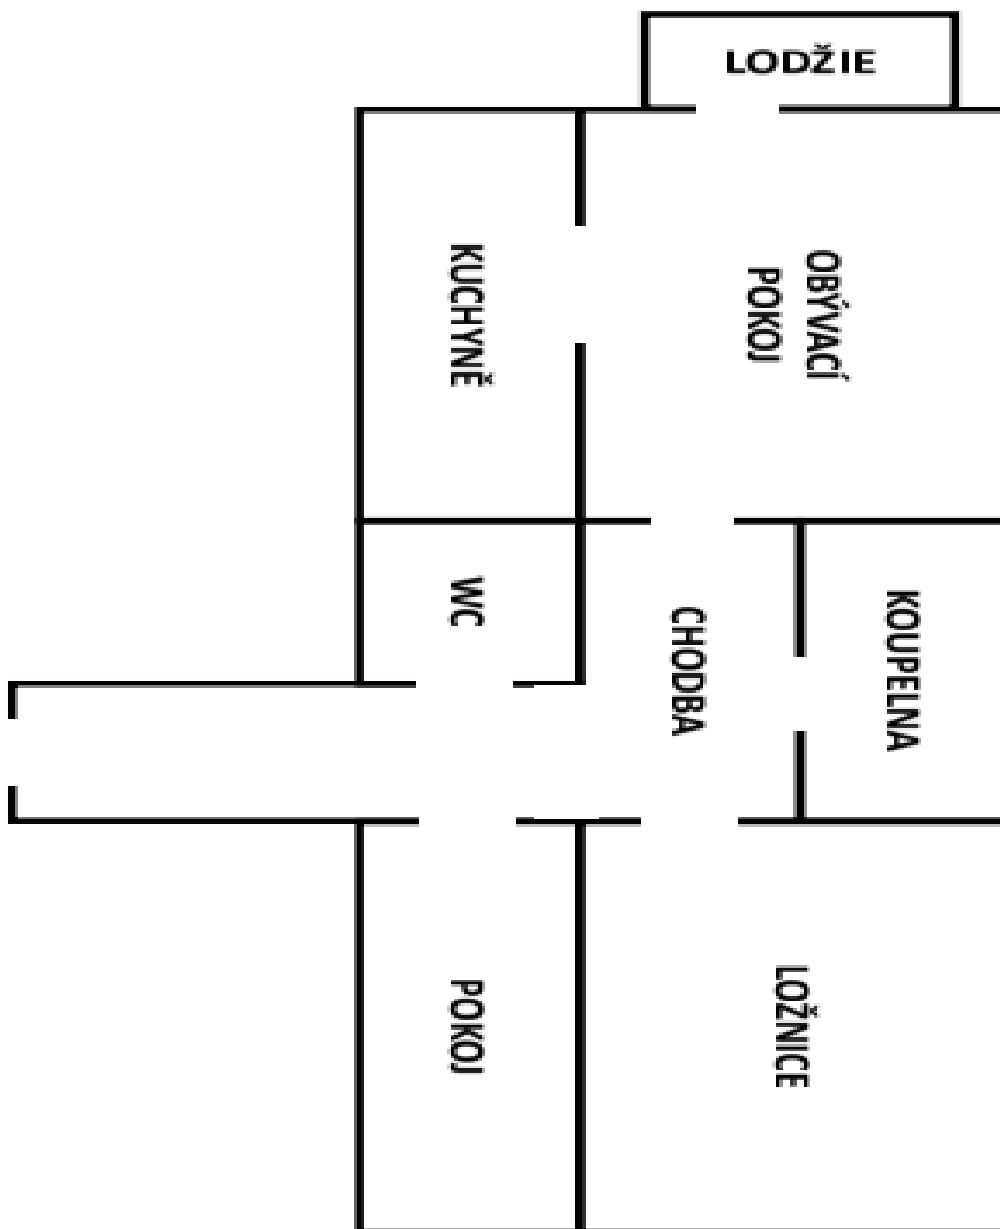 LODŽIE
OBÝVACÍ
POKOJ
KUCHYNĚ
WC
CHODBA
KOUPELNA
POKOJ
LOŽNICE